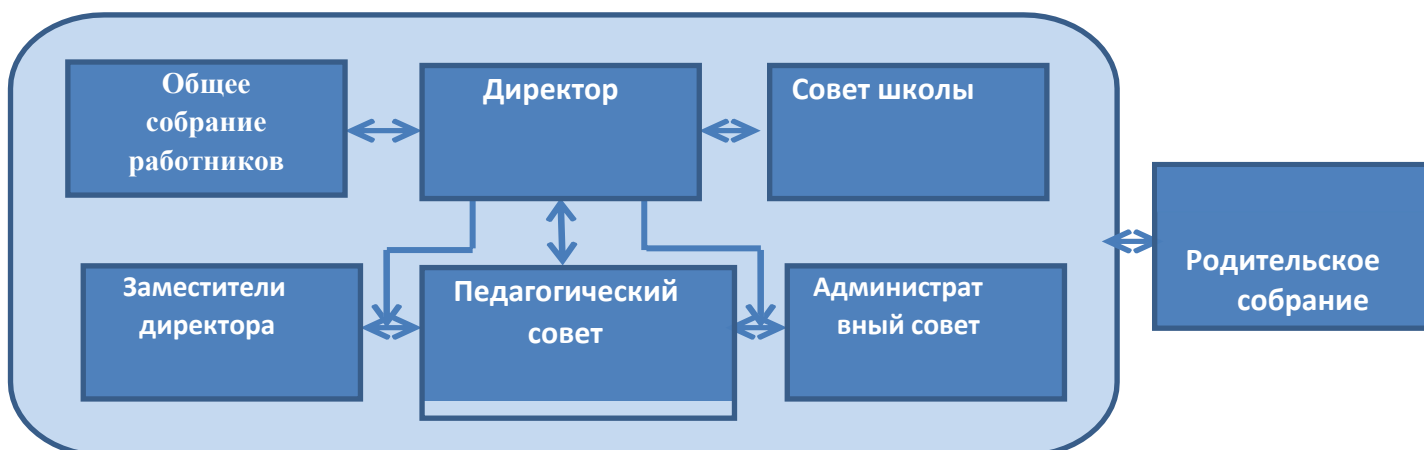 Общее
собрание
работников
Директор
Совет школы
Заместители
директора
Педагогический
совет
Администрат
вный совет
Родительское
собрание